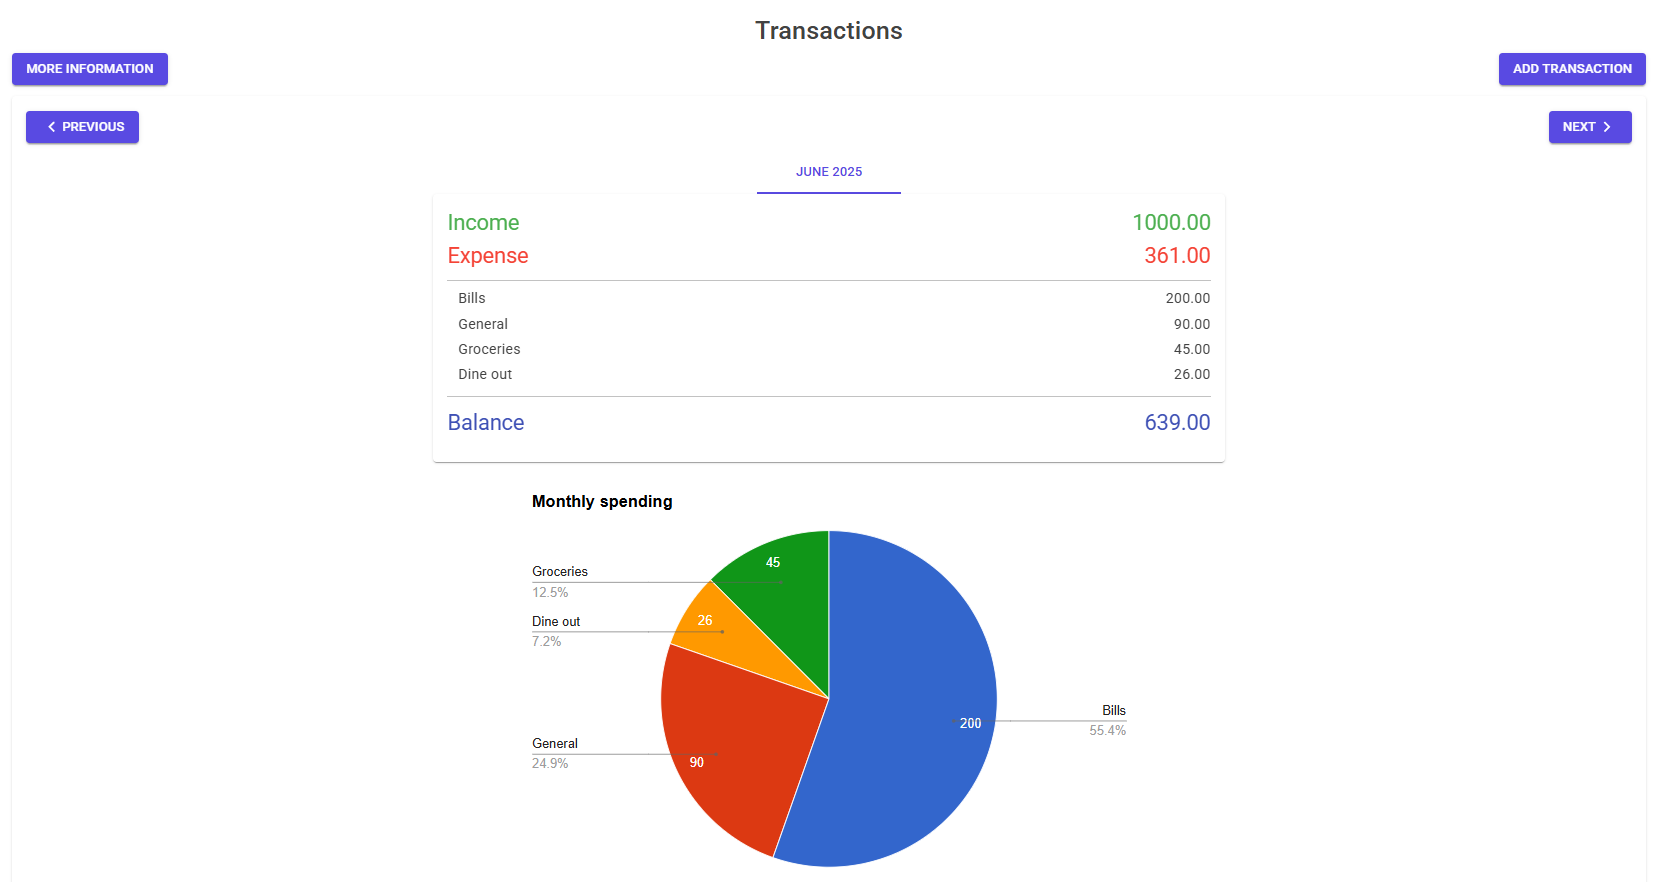 Transactions
MORE INFORMATION
ADD TRANSACTION
PREVIOUS
NEXT
JUNE 2025
Income 1000.00
Expense 361.00
Bills 200.00
General 90.00
Groceries 45.00
Dine out 26.00
Balance 639.00
Monthly spending
45
Groceries
12.5%
26
Dine out
7.2%
Bills
200
55.4%
General
90
24.9%